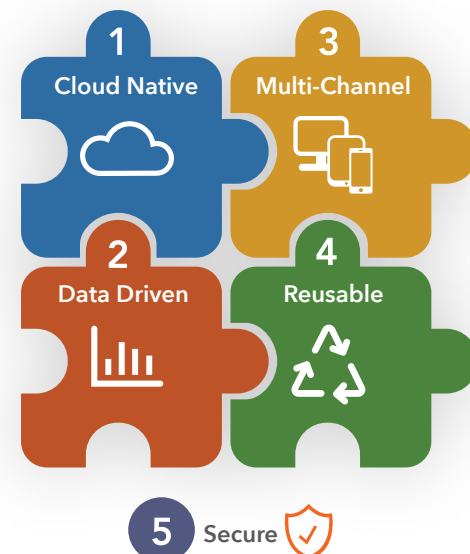 1
Cloud Native
3
Multi-Channel
2
Data Driven
4
Reusable
5 Secure